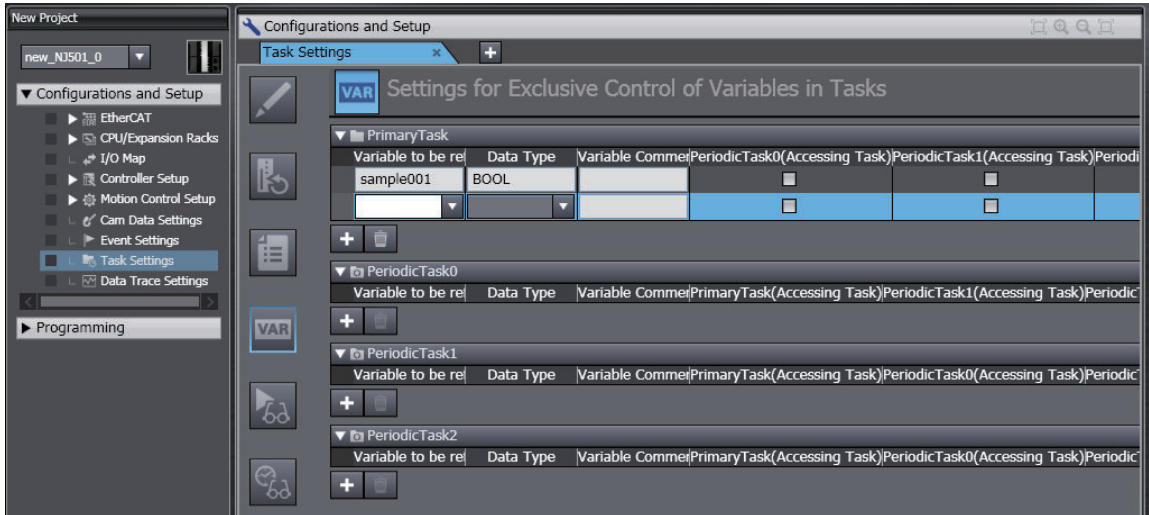 New Project
new_NJ501_0
Configurations and Setup
EtherCAT
CPU/Expansion Racks
I/O Map
Controller Setup
Motion Control Setup
Cam Data Settings
Event Settings
Task Settings
Data Trace Settings
Programming
Configurations and Setup
Task Settings
VAR Settings for Exclusive Control of Variables in Tasks
PrimaryTask
Variable to be ref Data Type Variable Commer PeriodicTask0(Accessing Task) PeriodicTask1(Accessing Task) Periodi
sample001 BOOL
PeriodicTask0
Variable to be ref Data Type Variable Commer PrimaryTask(Accessing Task) PeriodicTask1(Accessing Task) Periodic
VAR
PeriodicTask1
Variable to be ref Data Type Variable Commer PrimaryTask(Accessing Task) PeriodicTask0(Accessing Task) Periodic
PeriodicTask2
Variable to be ref Data Type Variable Commer PrimaryTask(Accessing Task) PeriodicTask0(Accessing Task) Periodic